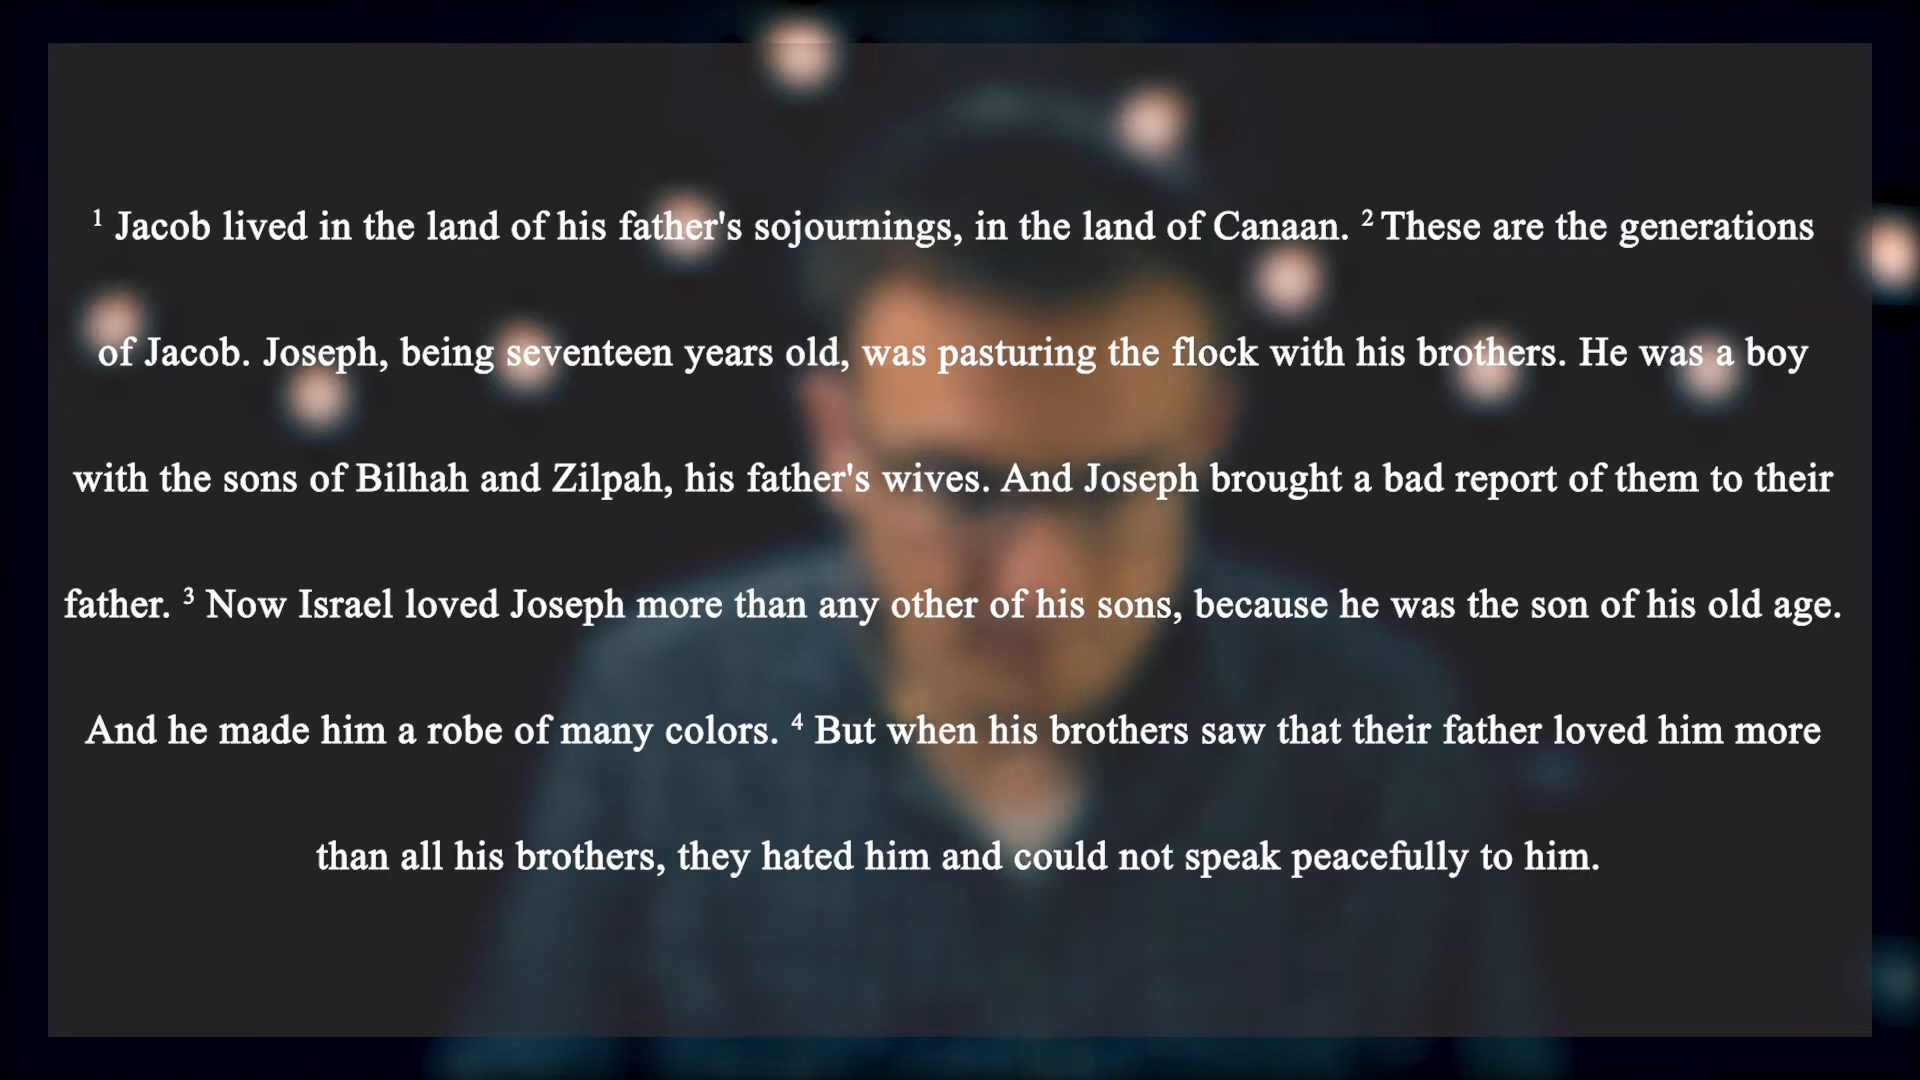 1 Jacob lived in the land of his father's sojournings, in the land of Canaan. 2 These are the generations
of Jacob. Joseph, being seventeen years old, was pasturing the flock with his brothers. He was a boy
with the sons of Bilhah and Zilpah, his father's wives. And Joseph brought a bad report of them to their
father. 3 Now Israel loved Joseph more than any other of his sons, because he was the son of his old age.
And he made him a robe of many colors. 4 But when his brothers saw that their father loved him more
than all his brothers, they hated him and could not speak peacefully to him.